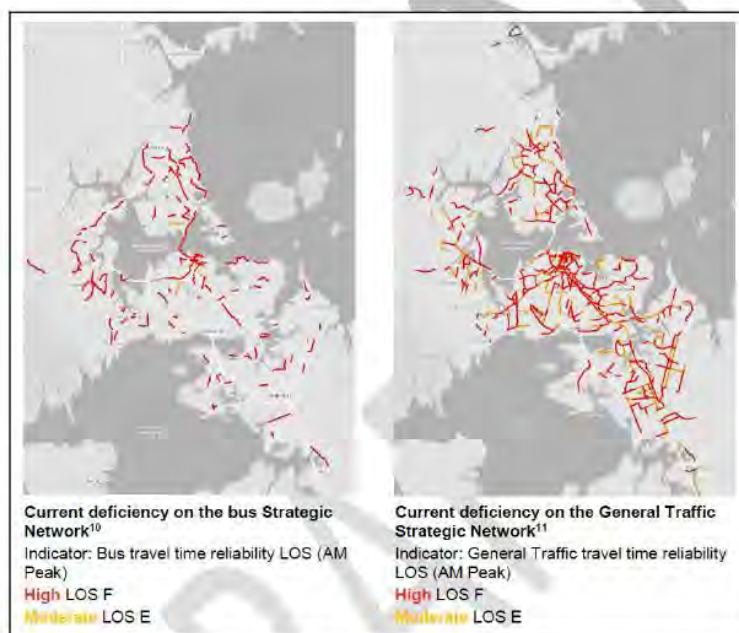 Current deficiency on the bus Strategic
Network10
Indicator: Bus travel time reliability LOS (AM
Peak)
High LOS F
Moderate LOS E
Current deficiency on the General Traffic
Strategic Network11
Indicator: General Traffic travel time reliability
LOS (AM Peak)
High LOS F
Moderate LOS E